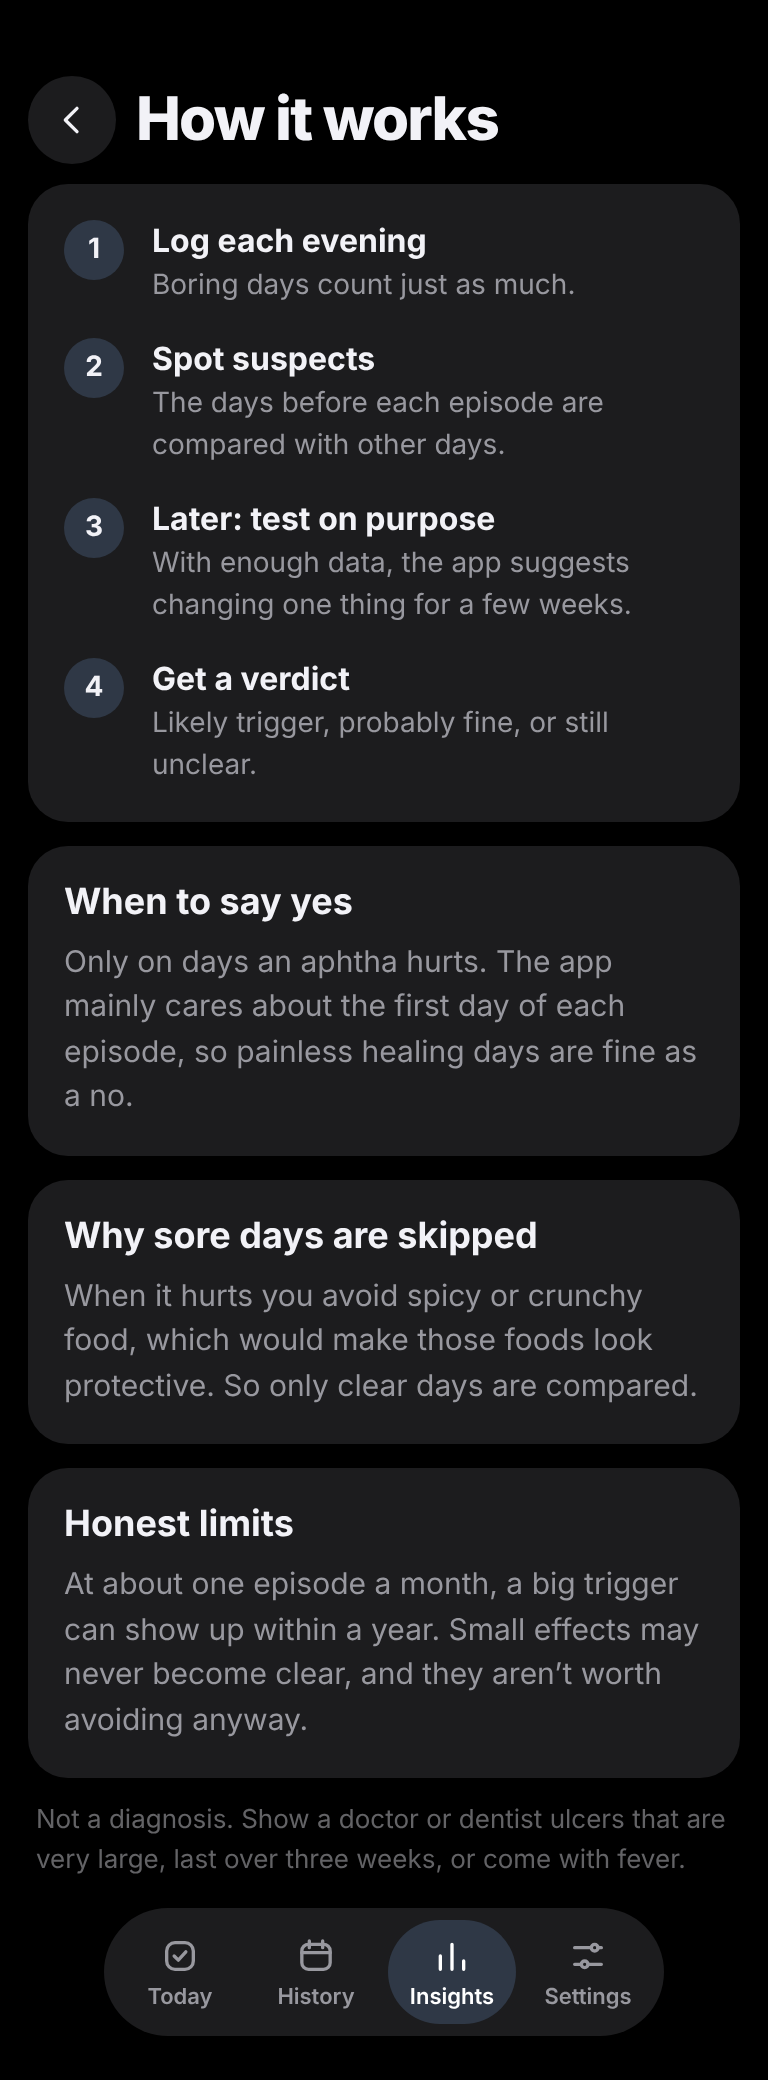 How it works
1
Log each evening
Boring days count just as much.
2
Spot suspects
The days before each episode are
compared with other days.
3
Later: test on purpose
With enough data, the app suggests
changing one thing for a few weeks.
4
Get a verdict
Likely trigger, probably fine, or still
unclear.
When to say yes
Only on days an aphtha hurts. The app
mainly cares about the first day of each
episode, so painless healing days are fine as
a no.
Why sore days are skipped
When it hurts you avoid spicy or crunchy
food, which would make those foods look
protective. So only clear days are compared.
Honest limits
At about one episode a month, a big trigger
can show up within a year. Small effects may
never become clear, and they aren’t worth
avoiding anyway.
Not a diagnosis. Show a doctor or dentist ulcers that are
very large, last over three weeks, or come with fever.
Today
History
Insights
Settings